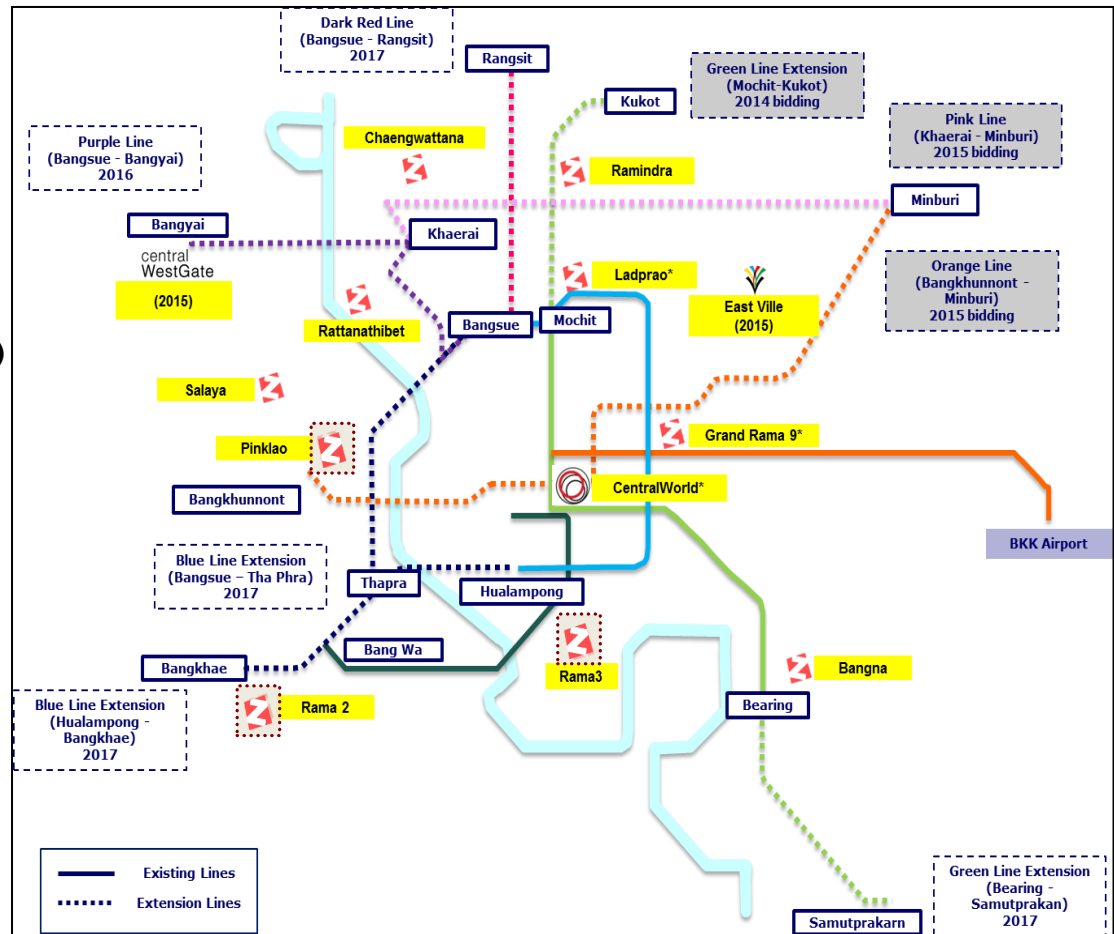 Dark Red Line
(Bangsue - Rangsit)
2017
Rangsit
Green Line Extension
(Mochit-Kukot)
2014 bidding
Kukot
Pink Line
(Khaerai - Minburi)
2015 bidding
Purple Line
(Bangsue - Bangyai)
2016
Chaengwattana
Ramindra
Minburi
Bangyai
Khaerai
central
WestGate
(2015)
Ladprao*
Orange Line
(Bangkhunnont -
Minburi)
2015 bidding
East Ville
(2015)
Rattanathibet
Bangsue
Mochit
Salaya
Pinklao
Grand Rama 9*
Bangkhunnont
CentralWorld*
BKK Airport
Blue Line Extension
(Bangsue – Tha Phra)
2017
Thapra
Hualampong
Bang Wa
Bangkhae
Rama3
Bangna
Rama 2
Bearing
Blue Line Extension
(Hualampong -
Bangkhae)
2017
Existing Lines
Extension Lines
Green Line Extension
(Bearing -
Samutprakan)
2017
Samutprakarn